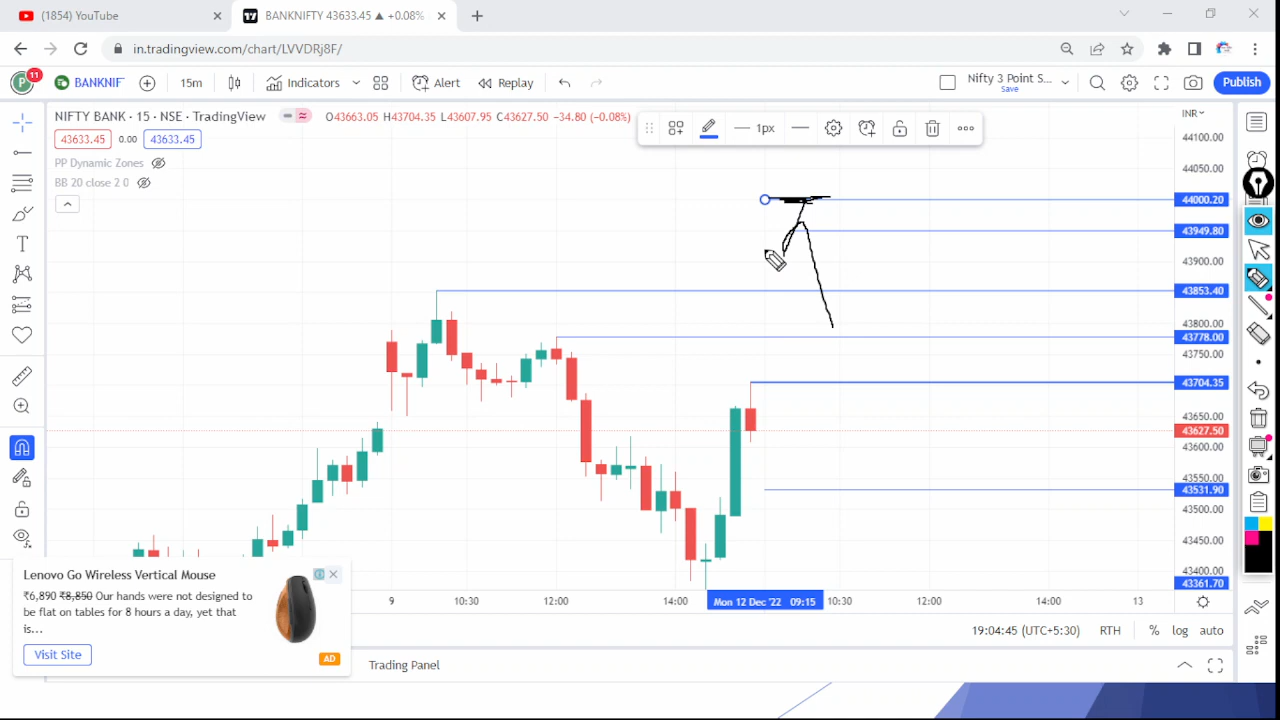 (1854) YouTube
BANKNIFTY 43633.45 ▲ +0.08%
in.tradingview.com/chart/LVVDRj8F/
P 11 BANKNIF 15m Indicators Alert Replay Nifty 3 Point S... Save Publish
NIFTY BANK · 15 · NSE · TradingView O43663.05 H43704.35 L43607.95 C43627.50 −34.80 (−0.08%)
1px
INR
43633.45 0.00 43633.45
PP Dynamic Zones
BB 20 close 2 0
44100.00
44050.00
44000.20
43949.80
43900.00
43853.40
43800.00
43778.00
43750.00
43704.35
43650.00
43627.50
43600.00
43550.00
43531.90
43500.00
43450.00
43400.00
43361.70
9 10:30 12:00 14:00 Mon 12 Dec '22 09:15 10:30 12:00 14:00 13
Lenovo Go Wireless Vertical Mouse
₹6,890 ₹8,850 Our hands were not designed to
be flat on tables for 8 hours a day, yet that
is...
Visit Site
AD
19:04:45 (UTC+5:30) RTH % log auto
Trading Panel